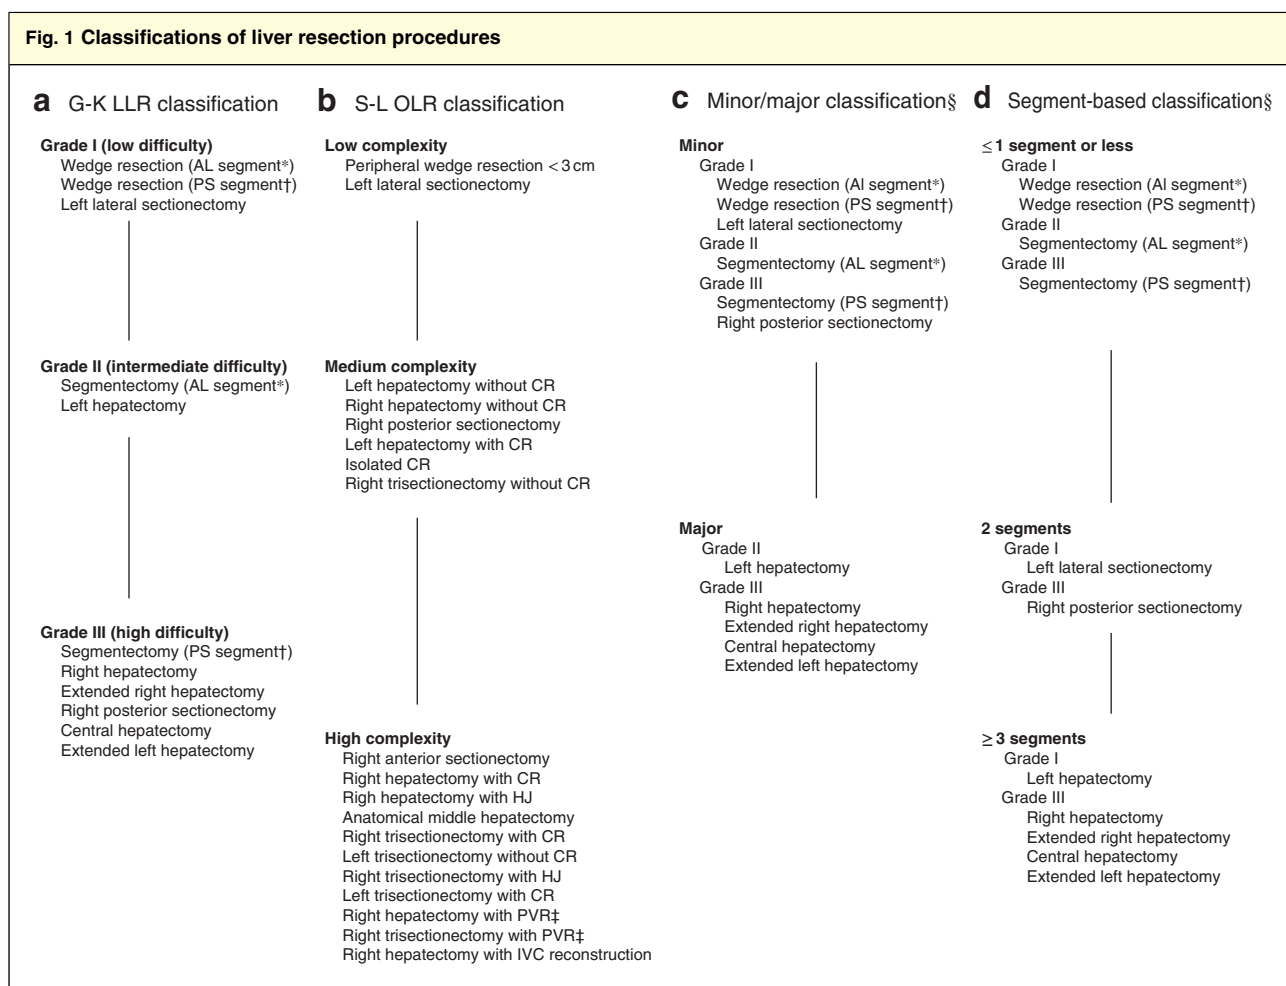 Fig. 1 Classifications of liver resection procedures
a G-K LLR classification
Grade I (low difficulty)
Wedge resection (AL segment*)
Wedge resection (PS segment†)
Left lateral sectionectomy
Grade II (intermediate difficulty)
Segmentectomy (AL segment*)
Left hepatectomy
Grade III (high difficulty)
Segmentectomy (PS segment†)
Right hepatectomy
Extended right hepatectomy
Right posterior sectionectomy
Central hepatectomy
Extended left hepatectomy
b S-L OLR classification
Low complexity
Peripheral wedge resection < 3 cm
Left lateral sectionectomy
Medium complexity
Left hepatectomy without CR
Right hepatectomy without CR
Right posterior sectionectomy
Left hepatectomy with CR
Isolated CR
Right trisectionectomy without CR
High complexity
Right anterior sectionectomy
Right hepatectomy with CR
Righ hepatectomy with HJ
Anatomical middle hepatectomy
Right trisectionectomy with CR
Left trisectionectomy without CR
Right trisectionectomy with HJ
Left trisectionectomy with CR
Right hepatectomy with PVR‡
Right trisectionectomy with PVR‡
Right hepatectomy with IVC reconstruction
c Minor/major classification§
Minor
Grade I
Wedge resection (Al segment*)
Wedge resection (PS segment†)
Left lateral sectionectomy
Grade II
Segmentectomy (AL segment*)
Grade III
Segmentectomy (PS segment†)
Right posterior sectionectomy
Major
Grade II
Left hepatectomy
Grade III
Right hepatectomy
Extended right hepatectomy
Central hepatectomy
Extended left hepatectomy
d Segment-based classification§
≤ 1 segment or less
Grade I
Wedge resection (Al segment*)
Wedge resection (PS segment†)
Grade II
Segmentectomy (AL segment*)
Grade III
Segmentectomy (PS segment†)
2 segments
Grade I
Left lateral sectionectomy
Grade III
Right posterior sectionectomy
≥ 3 segments
Grade I
Left hepatectomy
Grade III
Right hepatectomy
Extended right hepatectomy
Central hepatectomy
Extended left hepatectomy